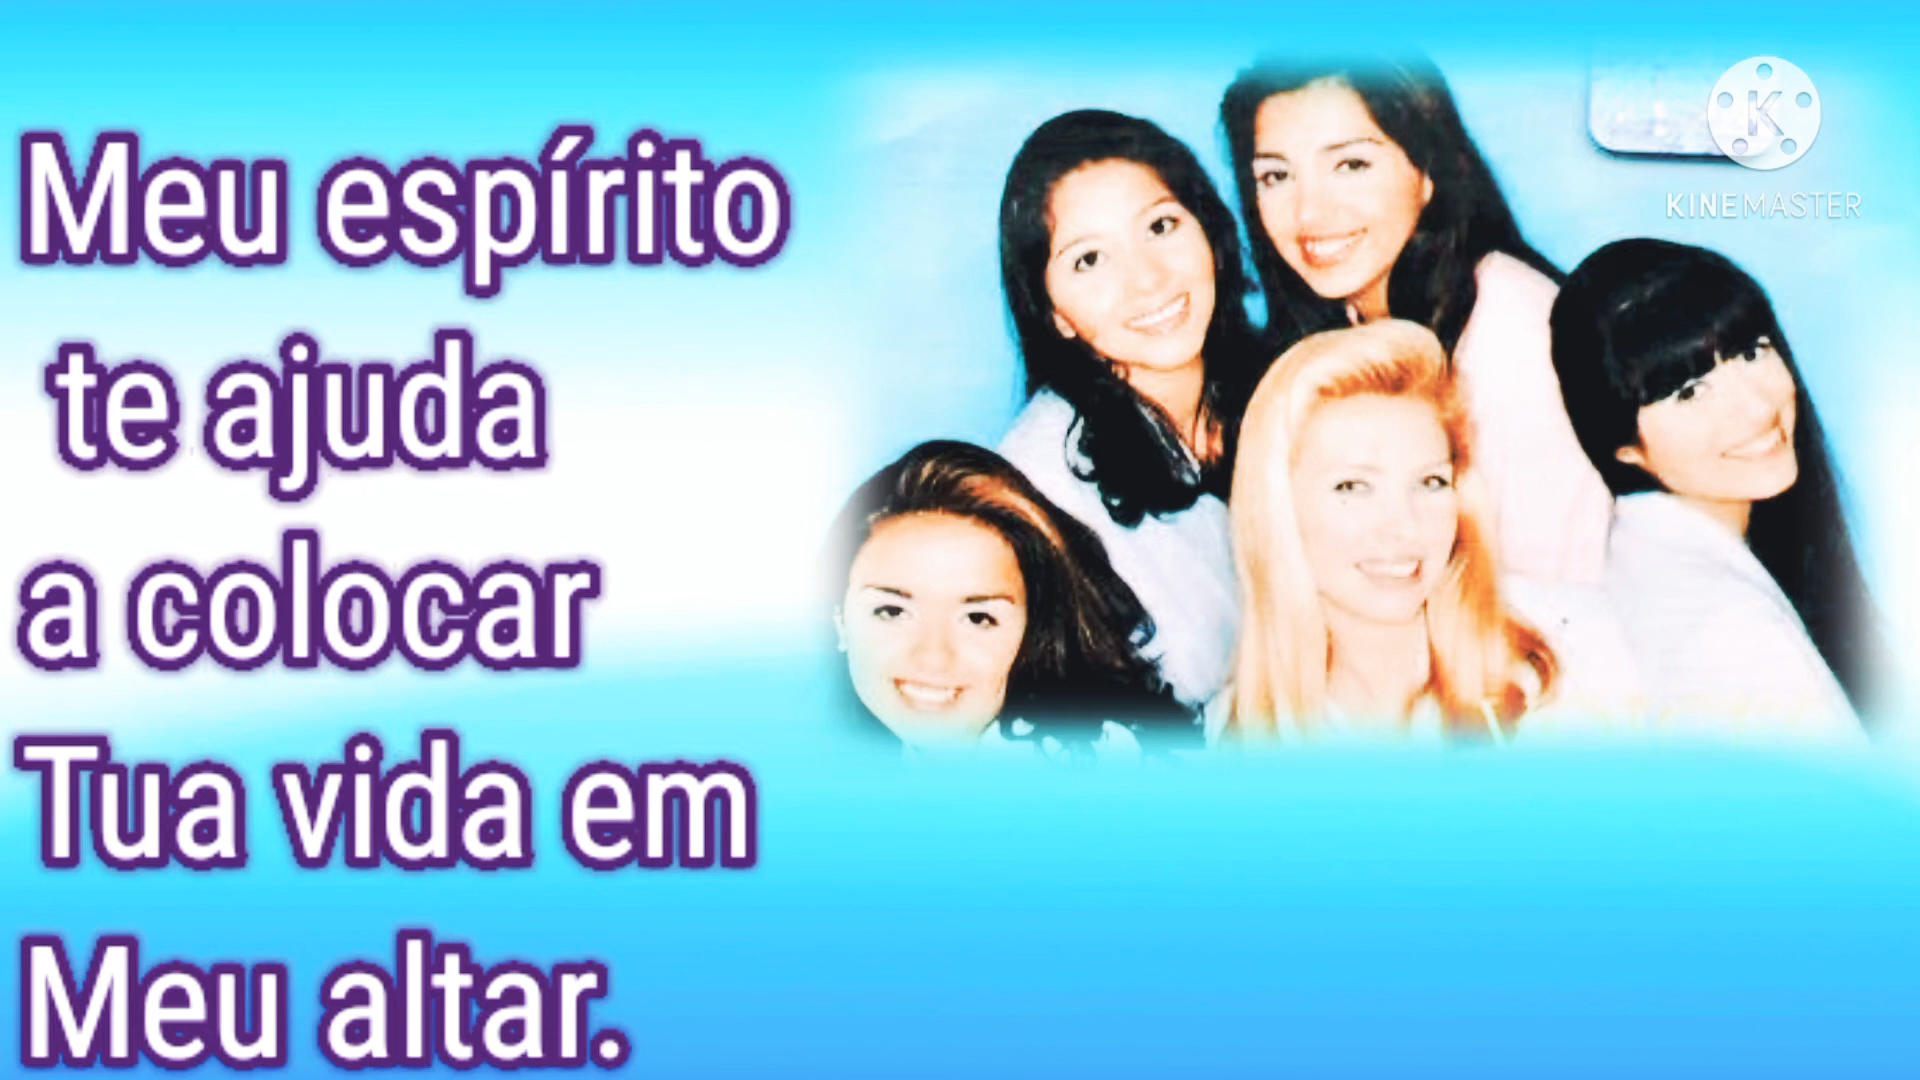 Meu espírito
te ajuda
a colocar
Tua vida em
Meu altar.
K
KINEMASTER